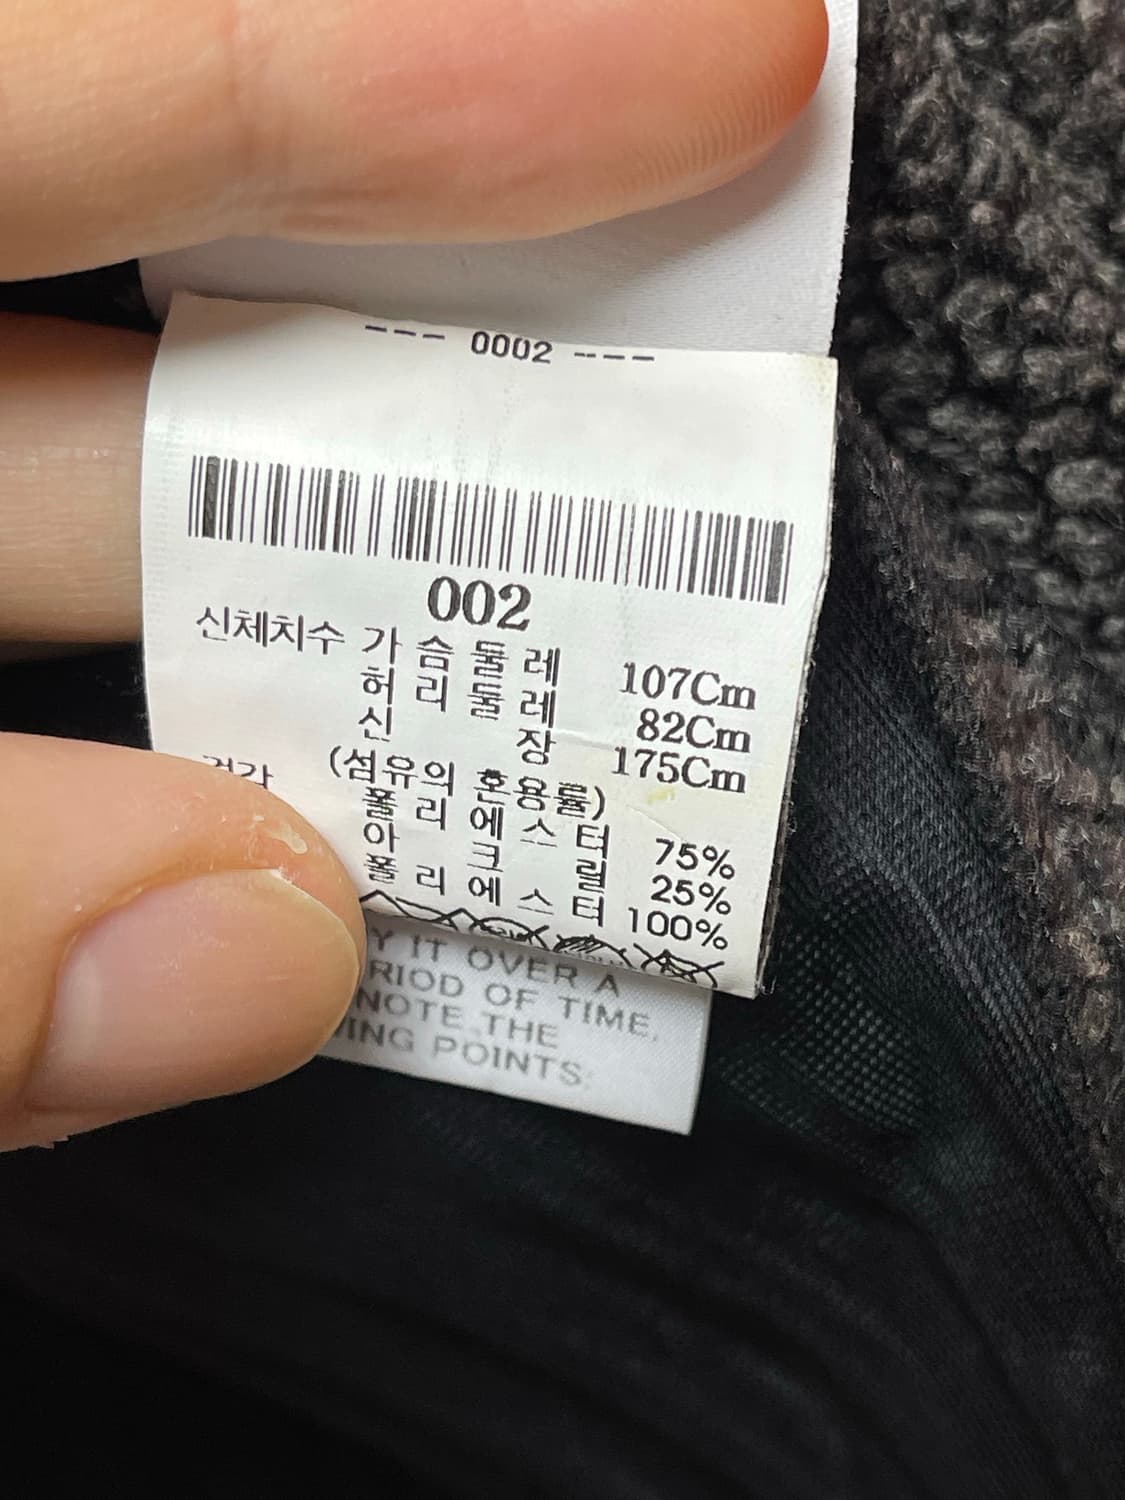 --- 0002 ----
002
신체치수 가슴둘레 107Cm
허리둘레 82Cm
신장 175Cm
(섬유의 혼용률)
폴리에스터 75%
아크릴 25%
폴리에스터 100%
IT OVER A
OF TIME.
NOTE THE
POINTS.